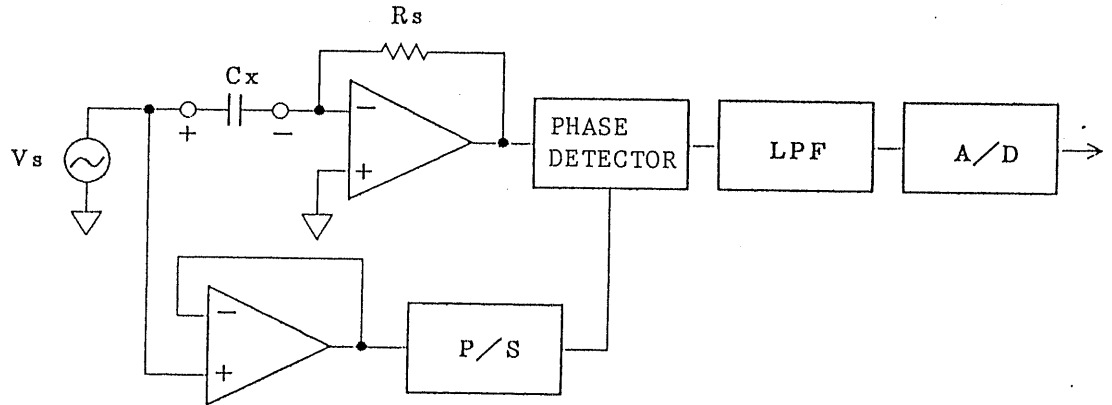 Rs
Cx
+
−
−
+
Vs
PHASE
DETECTOR
LPF
A/D
−
+
P/S